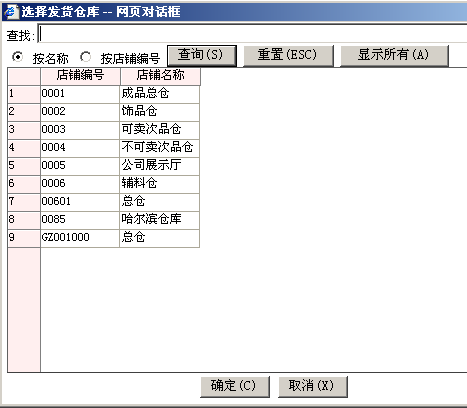 选择发货仓库 -- 网页对话框
查找:
按名称 按店铺编号 查询(S) 重置(ESC) 显示所有(A)
店铺编号 店铺名称
1 0001 成品总仓
2 0002 饰品仓
3 0003 可卖次品仓
4 0004 不可卖次品仓
5 0005 公司展示厅
6 0006 辅料仓
7 00601 总仓
8 0085 哈尔滨仓库
9 GZ001000 总仓
确定(C) 取消(X)